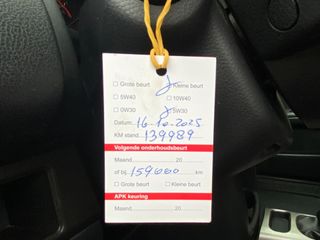 Grote beurt Kleine beurt
5W40 10W40
0W30 5W30
Datum: 16-10-2025
KM stand: 139989
Volgende onderhoudsbeurt
Maand 20
of bij 159000 km
Grote beurt Kleine beurt
APK keuring
Maand 20